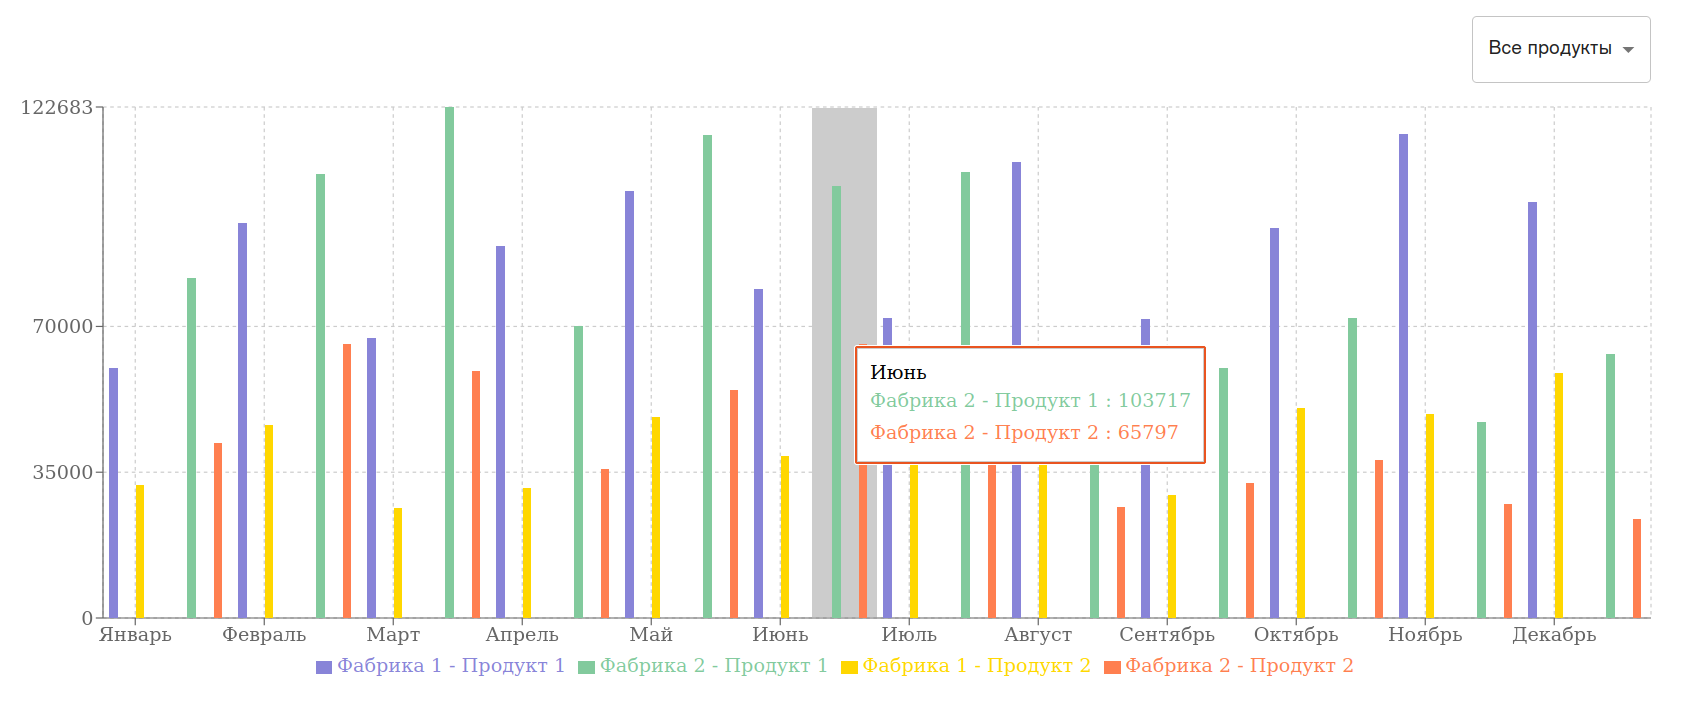 Все продукты
122683
70000
35000
0
Июнь
Фабрика 2 - Продукт 1 : 103717
Фабрика 2 - Продукт 2 : 65797
Январь Февраль Март Апрель Май Июнь Июль Август Сентябрь Октябрь Ноябрь Декабрь
Фабрика 1 - Продукт 1 Фабрика 2 - Продукт 1 Фабрика 1 - Продукт 2 Фабрика 2 - Продукт 2